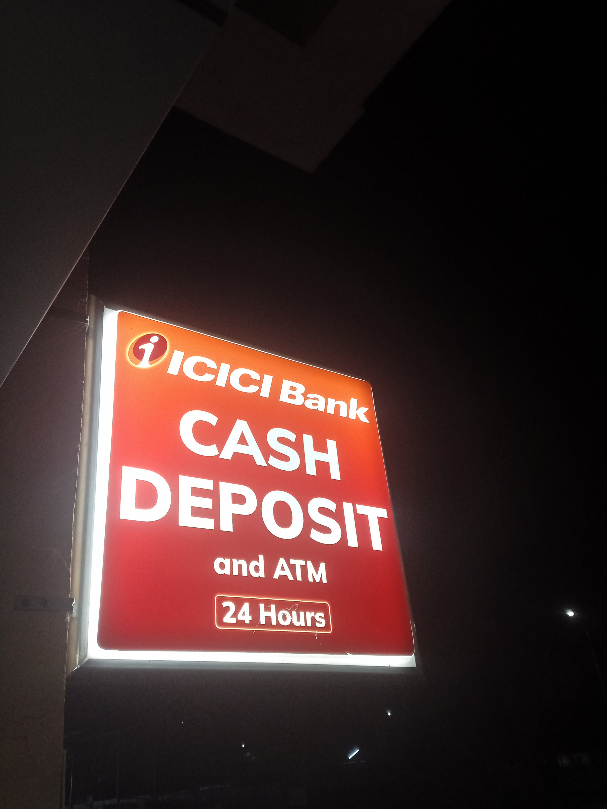 i ICICI Bank
CASH
DEPOSIT
and ATM
24 Hours